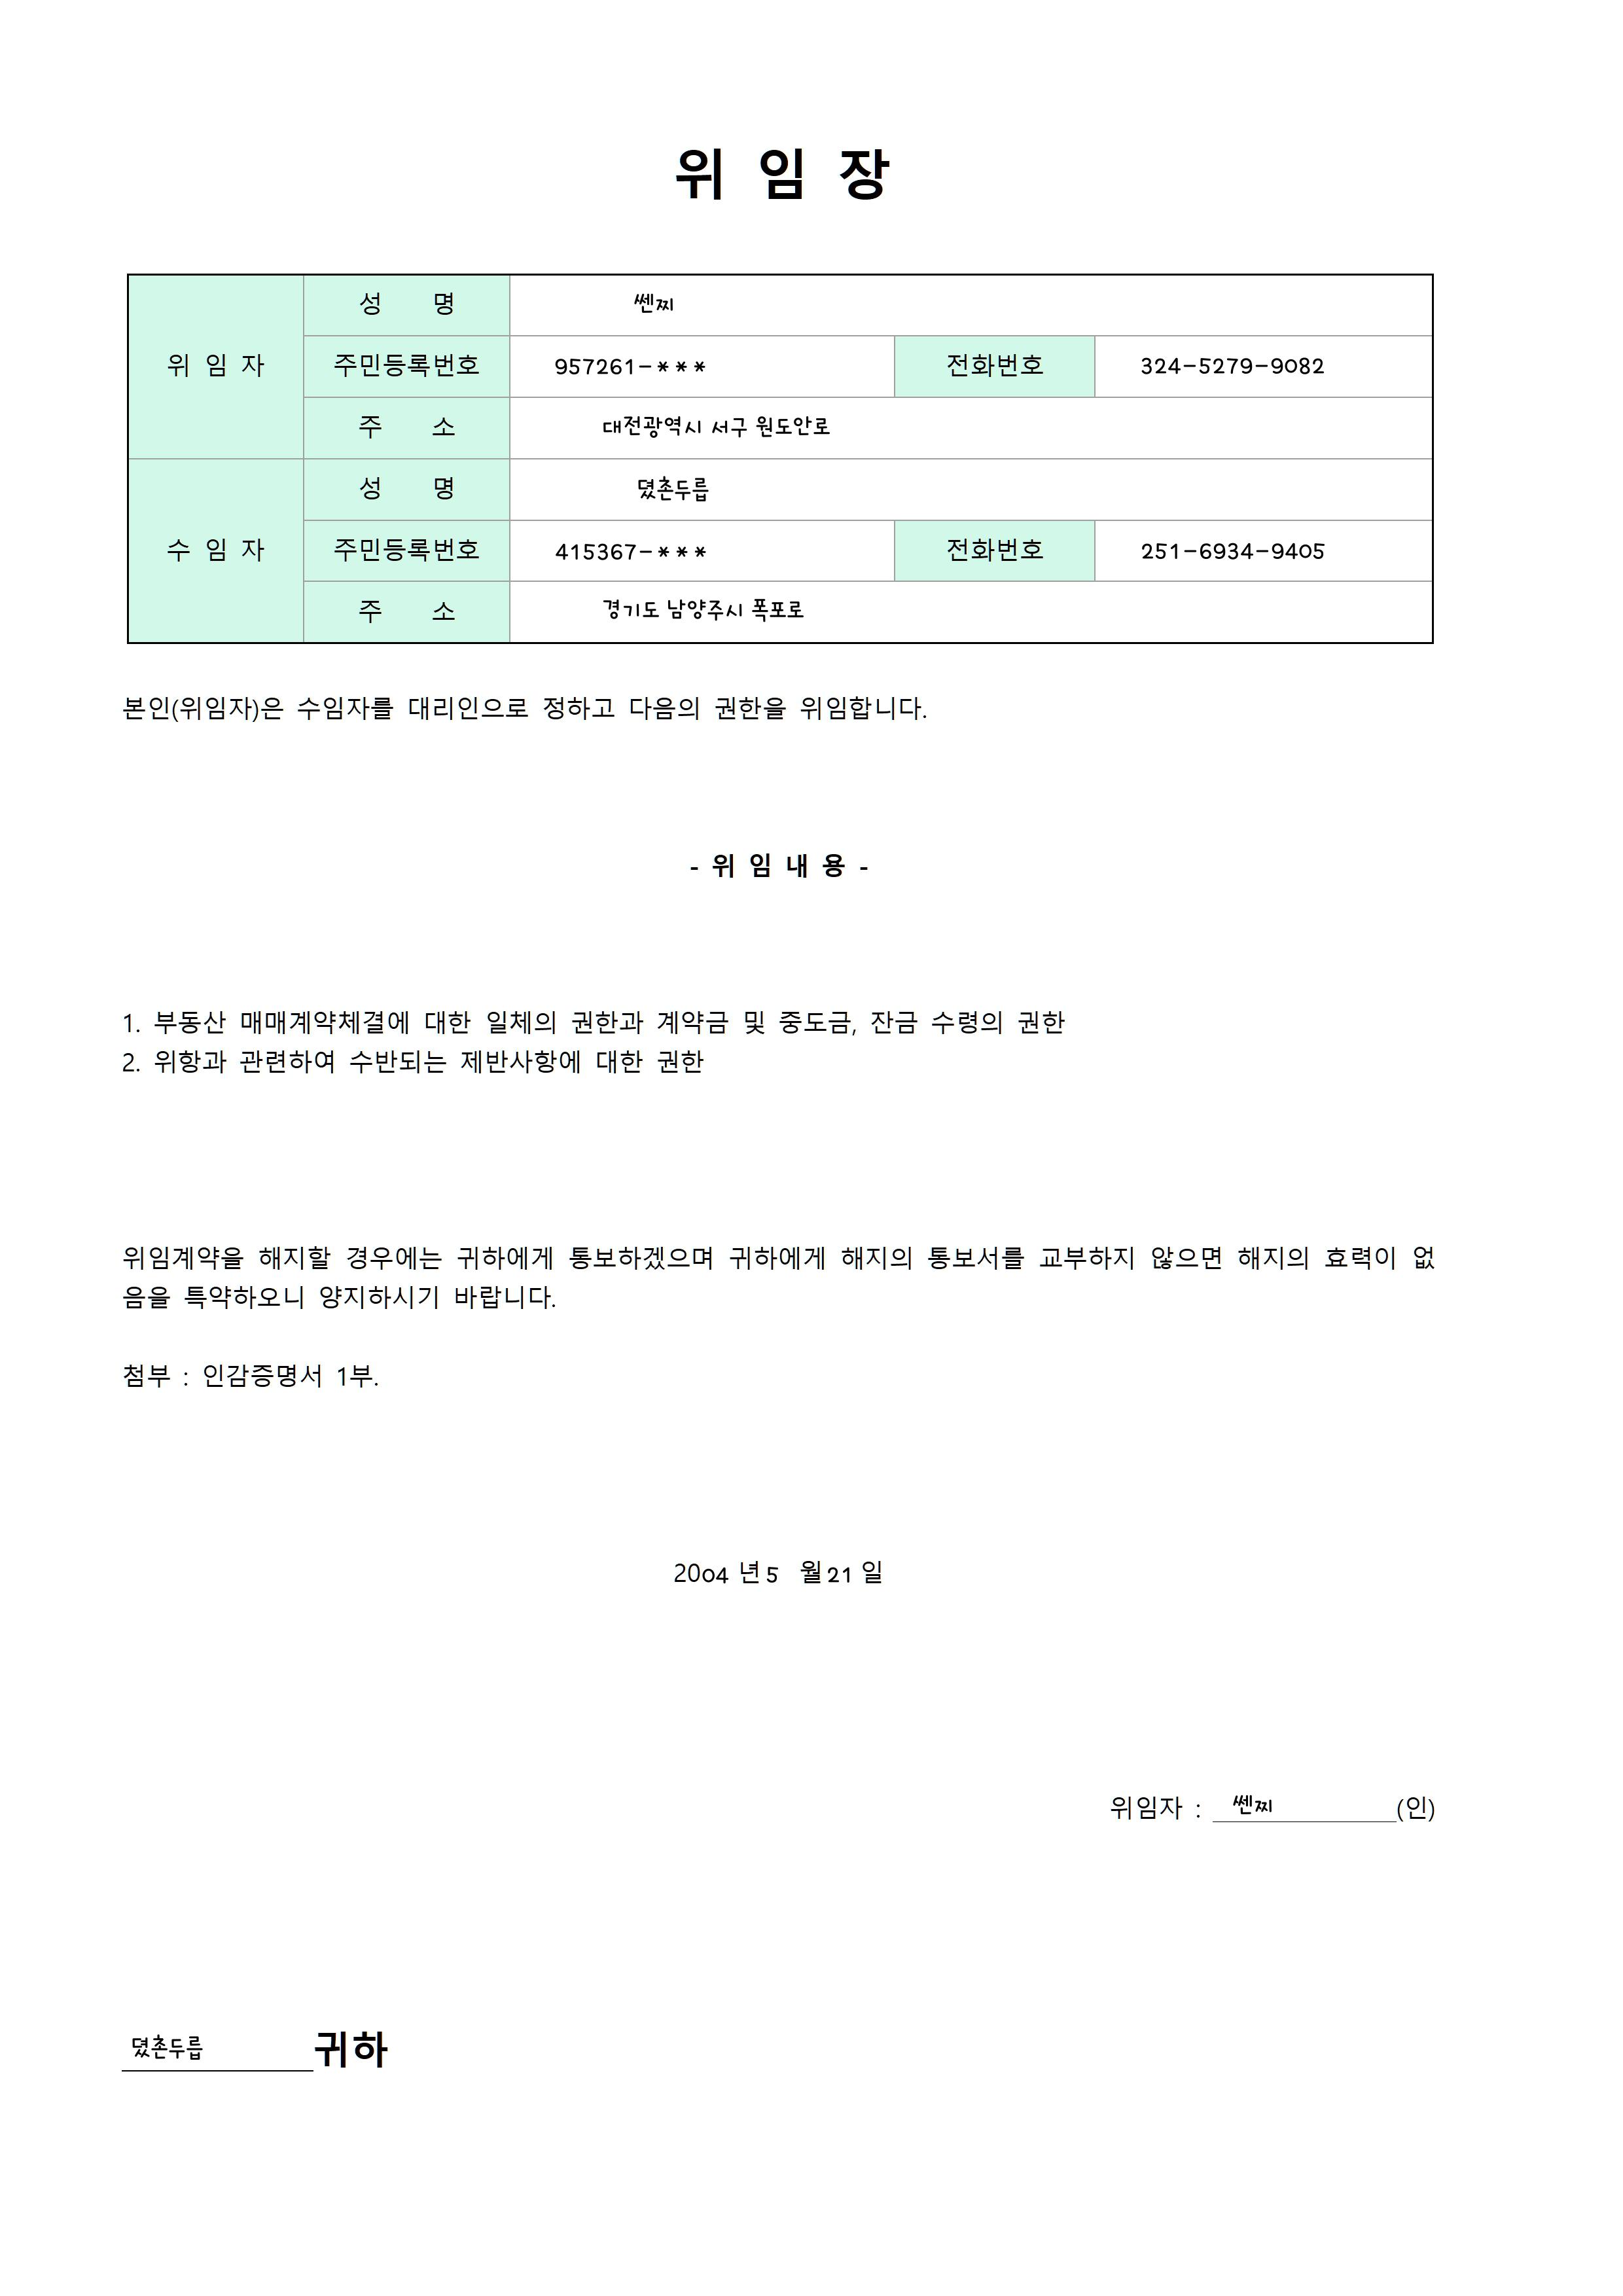 위 임 장
위 임 자
성 명 쎈찌
주민등록번호 957261-*** 전화번호 324-5279-9082
주 소 대전광역시 서구 원도안로
수 임 자
성 명 뎠촌두릅
주민등록번호 415367-*** 전화번호 251-6934-9405
주 소 경기도 남양주시 폭포로
본인(위임자)은 수임자를 대리인으로 정하고 다음의 권한을 위임합니다.
- 위 임 내 용 -
1. 부동산 매매계약체결에 대한 일체의 권한과 계약금 및 중도금, 잔금 수령의 권한
2. 위항과 관련하여 수반되는 제반사항에 대한 권한
위임계약을 해지할 경우에는 귀하에게 통보하겠으며 귀하에게 해지의 통보서를 교부하지 않으면 해지의 효력이 없
음을 특약하오니 양지하시기 바랍니다.
첨부 : 인감증명서 1부.
2004 년 5 월 21 일
위임자 : 쎈찌 (인)
뎠촌두릅 귀하